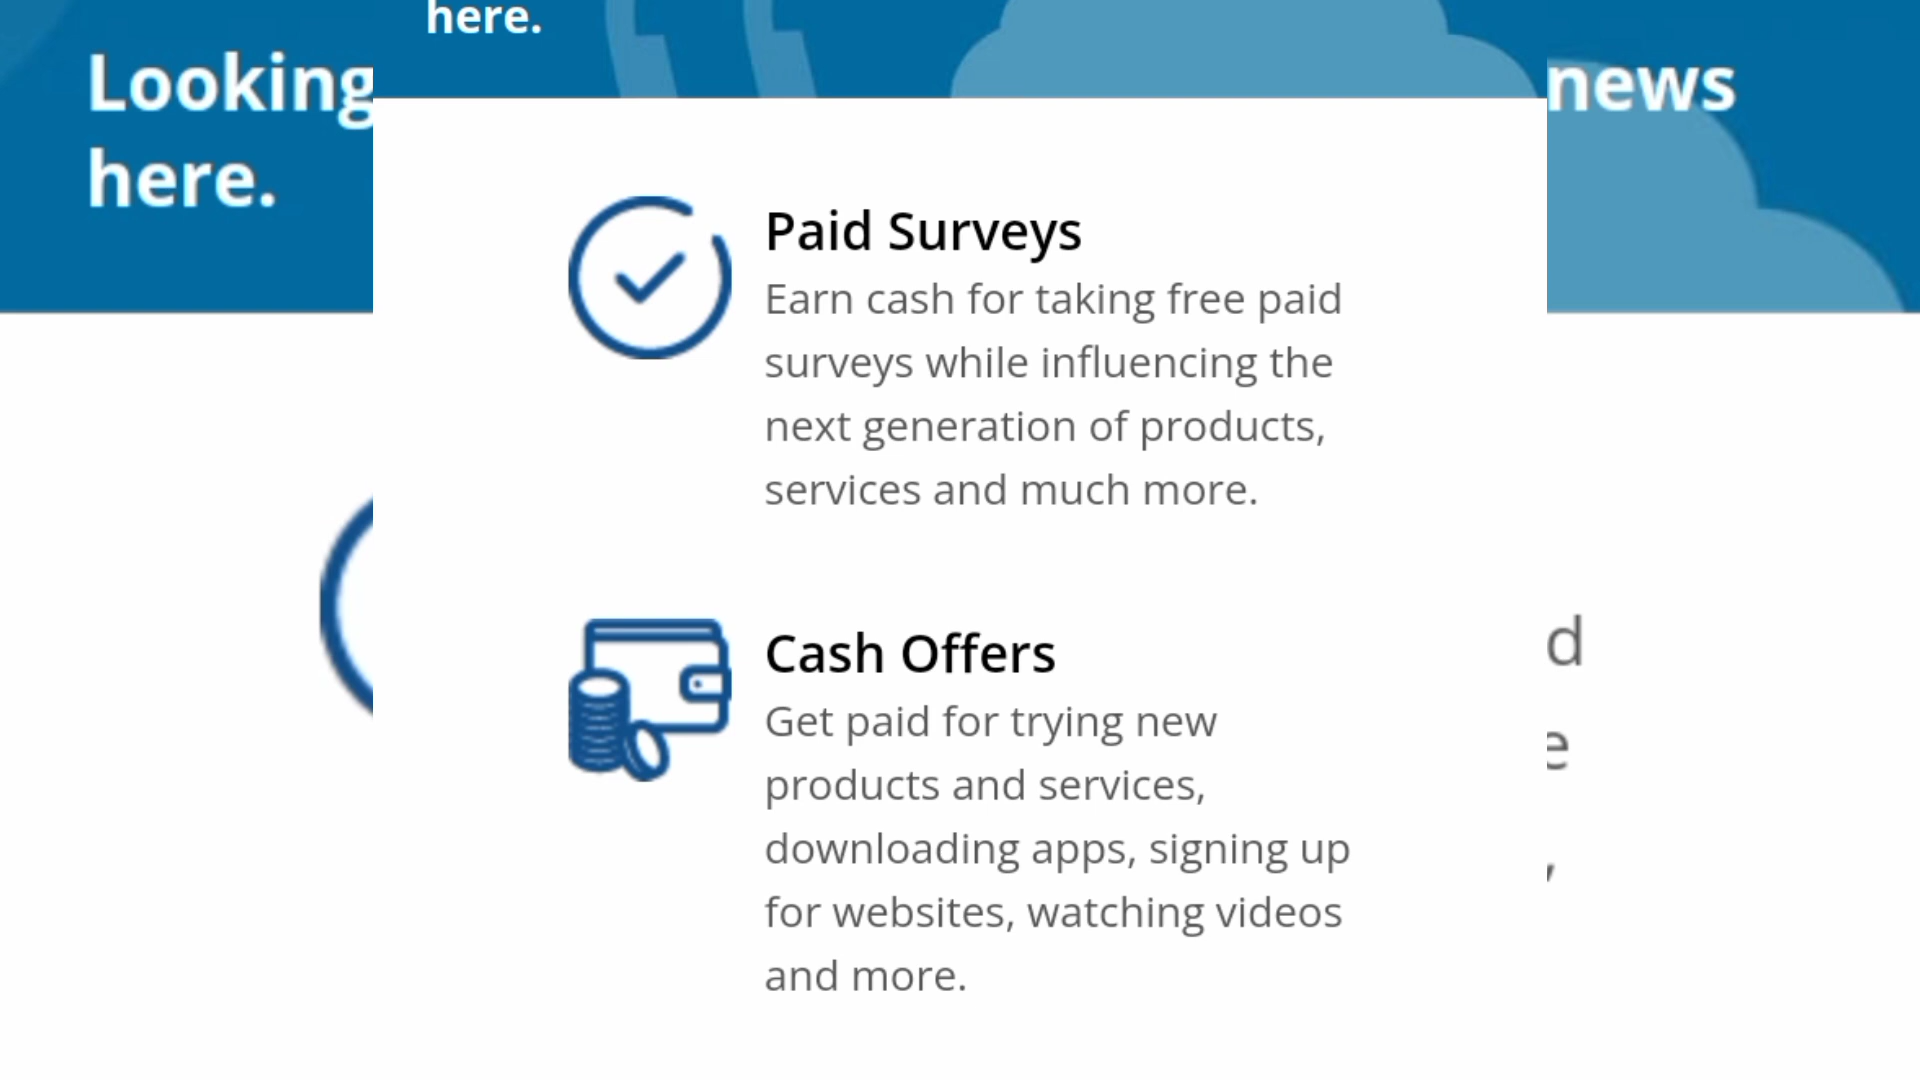 here.
Looking
news
here.
Paid Surveys
Earn cash for taking free paid
surveys while influencing the
next generation of products,
services and much more.
Cash Offers
Get paid for trying new
products and services,
downloading apps, signing up
for websites, watching videos
and more.
d
e
,